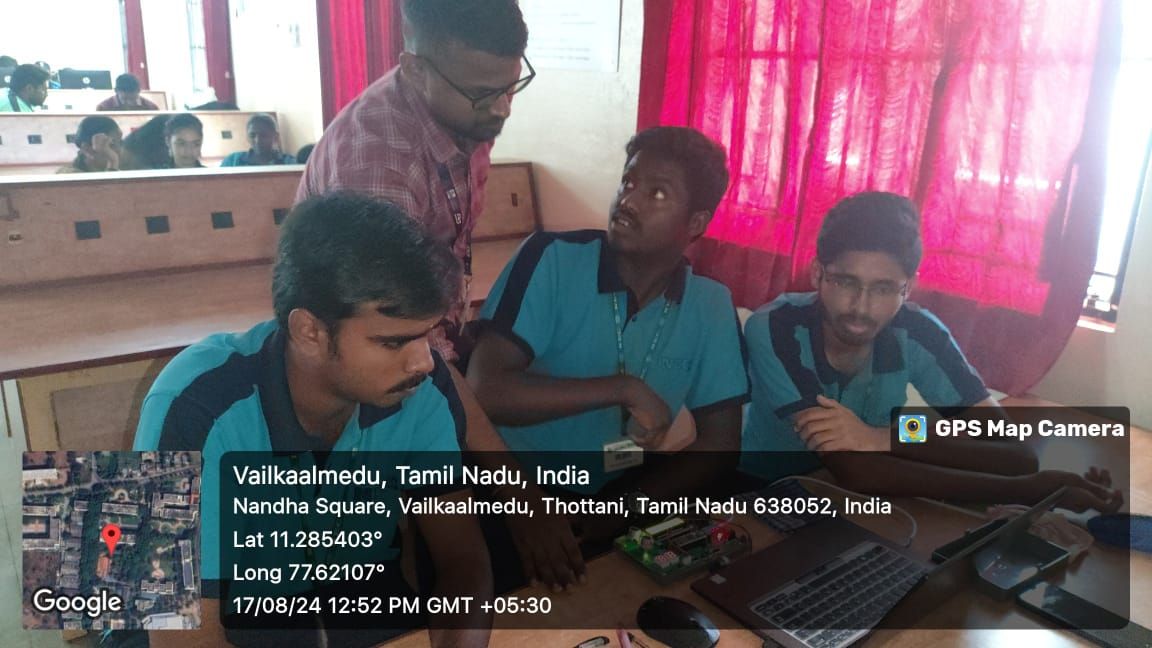 GPS Map Camera
Vailkaalmedu, Tamil Nadu, India
Nandha Square, Vailkaalmedu, Thottani, Tamil Nadu 638052, India
Lat 11.285403°
Long 77.62107°
17/08/24 12:52 PM GMT +05:30
Google